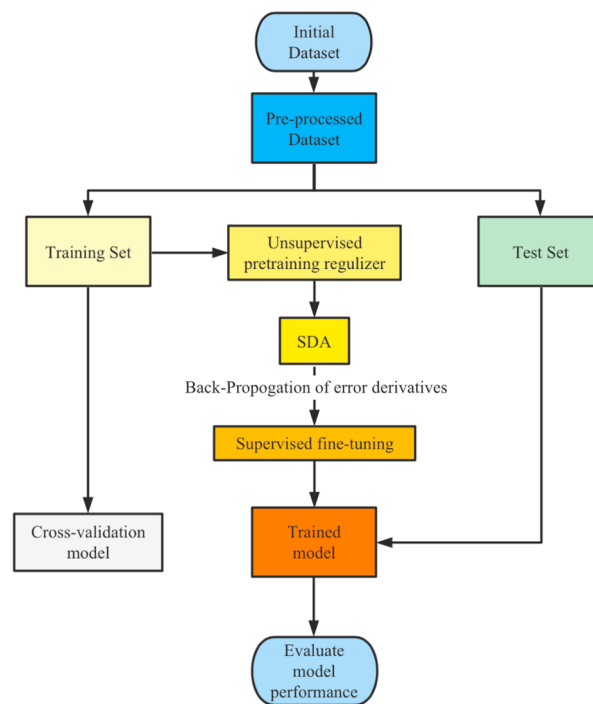 Initial
Dataset
Pre-processed
Dataset
Training Set
Unsupervised
pretraining regulizer
Test Set
SDA
Back-Propogation of error derivatives
Supervised fine-tuning
Cross-validation
model
Trained
model
Evaluate
model
performance